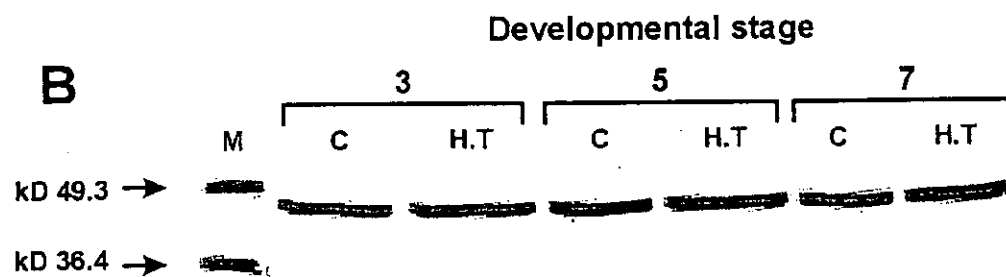 Developmental stage
B
3 5 7
M C H.T C H.T C H.T
kD 49.3 →
kD 36.4 →